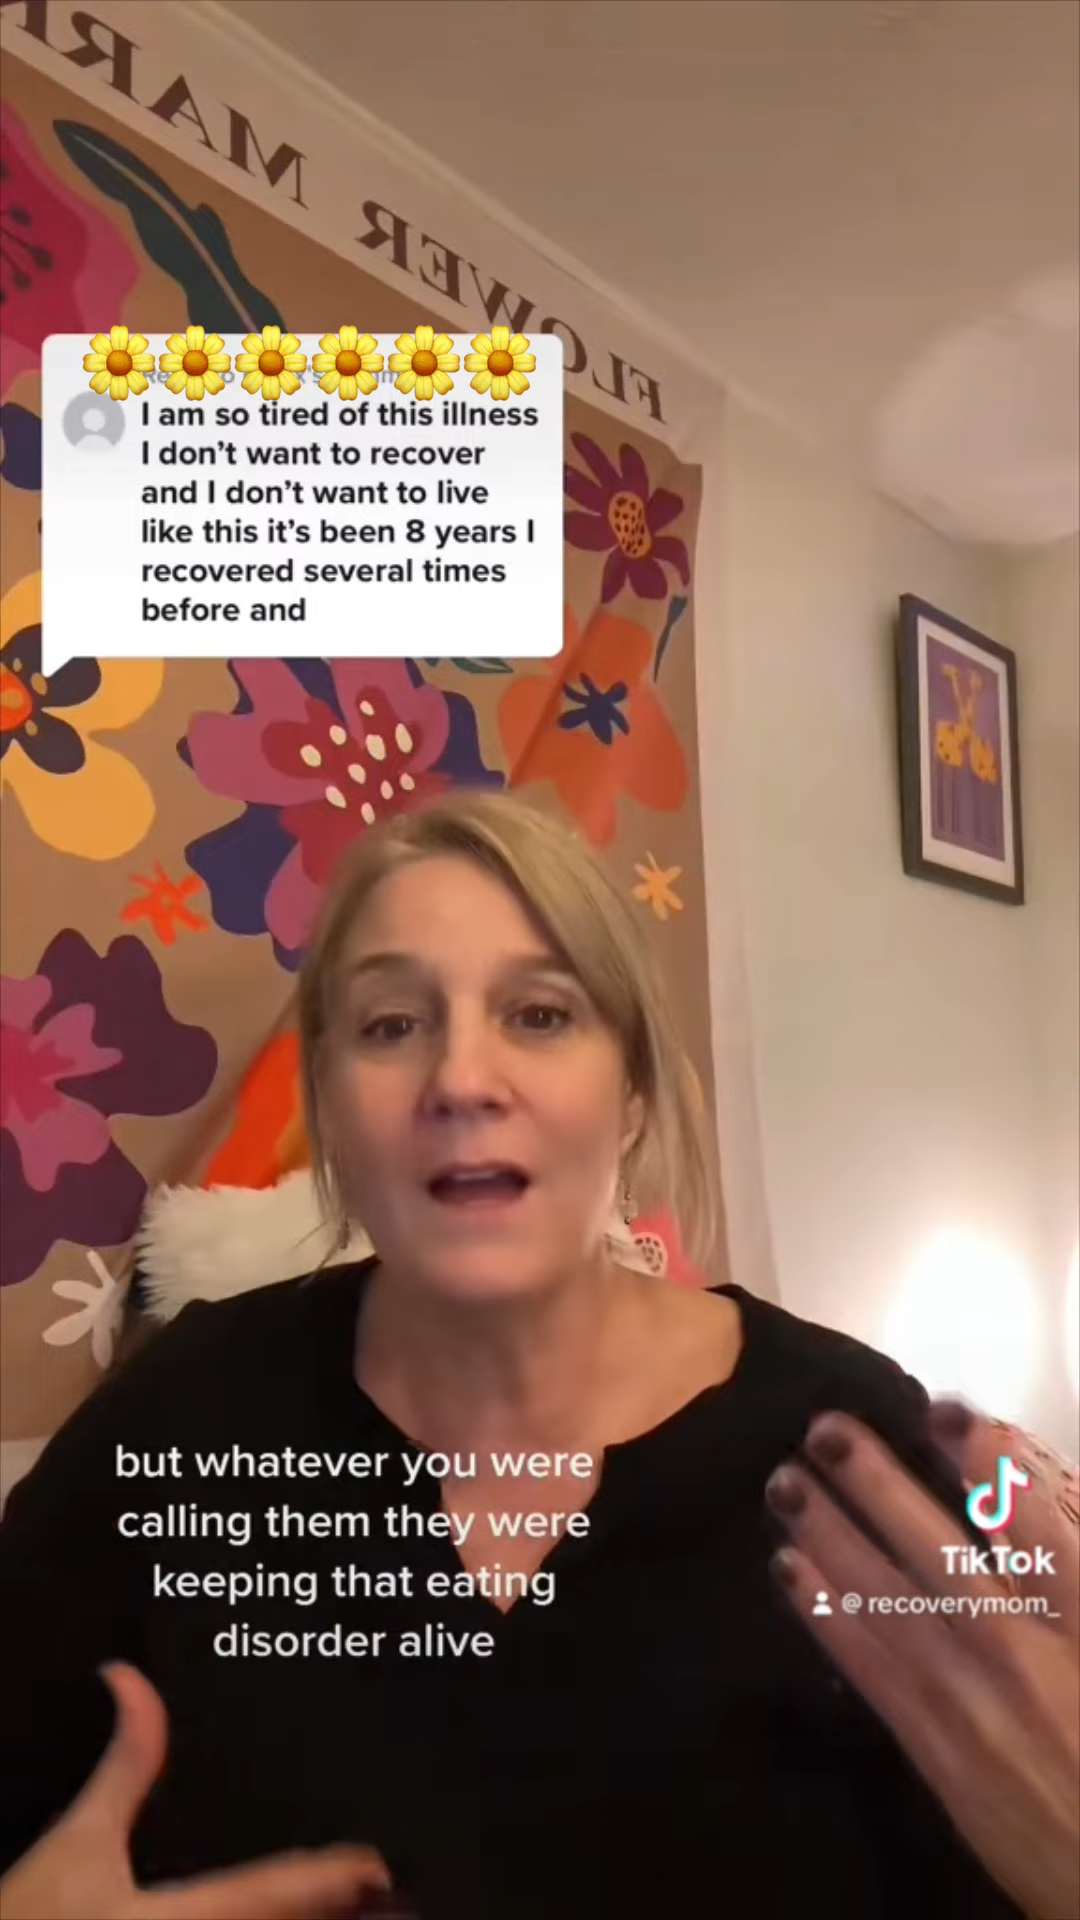 FLOWER MAR
I am so tired of this illness
I don't want to recover
and I don't want to live
like this it's been 8 years I
recovered several times
before and
but whatever you were
calling them they were
keeping that eating
disorder alive
TikTok
@recoverymom_